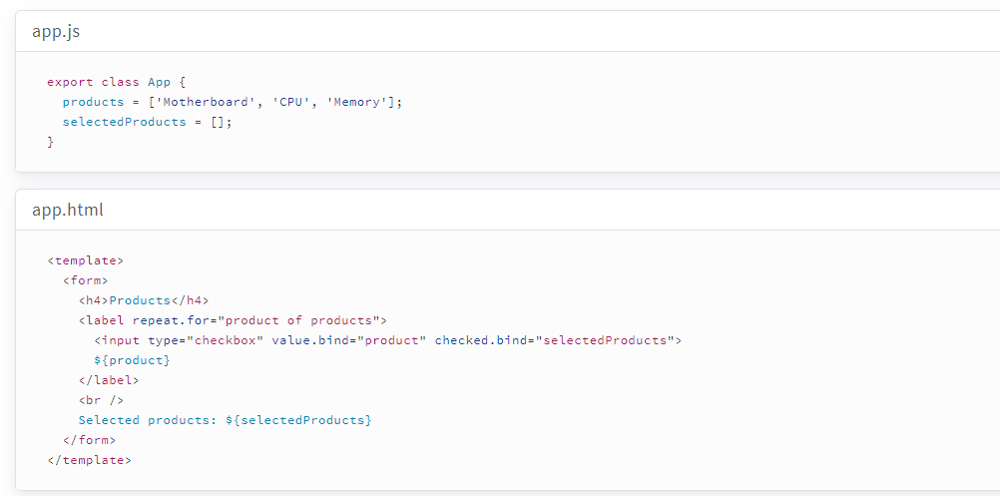 app.js
export class App {
  products = ['Motherboard', 'CPU', 'Memory'];
  selectedProducts = [];
}
app.html
<template>
  <form>
    <h4>Products</h4>
    <label repeat.for="product of products">
      <input type="checkbox" value.bind="product" checked.bind="selectedProducts">
      ${product}
    </label>
    <br />
    Selected products: ${selectedProducts}
  </form>
</template>